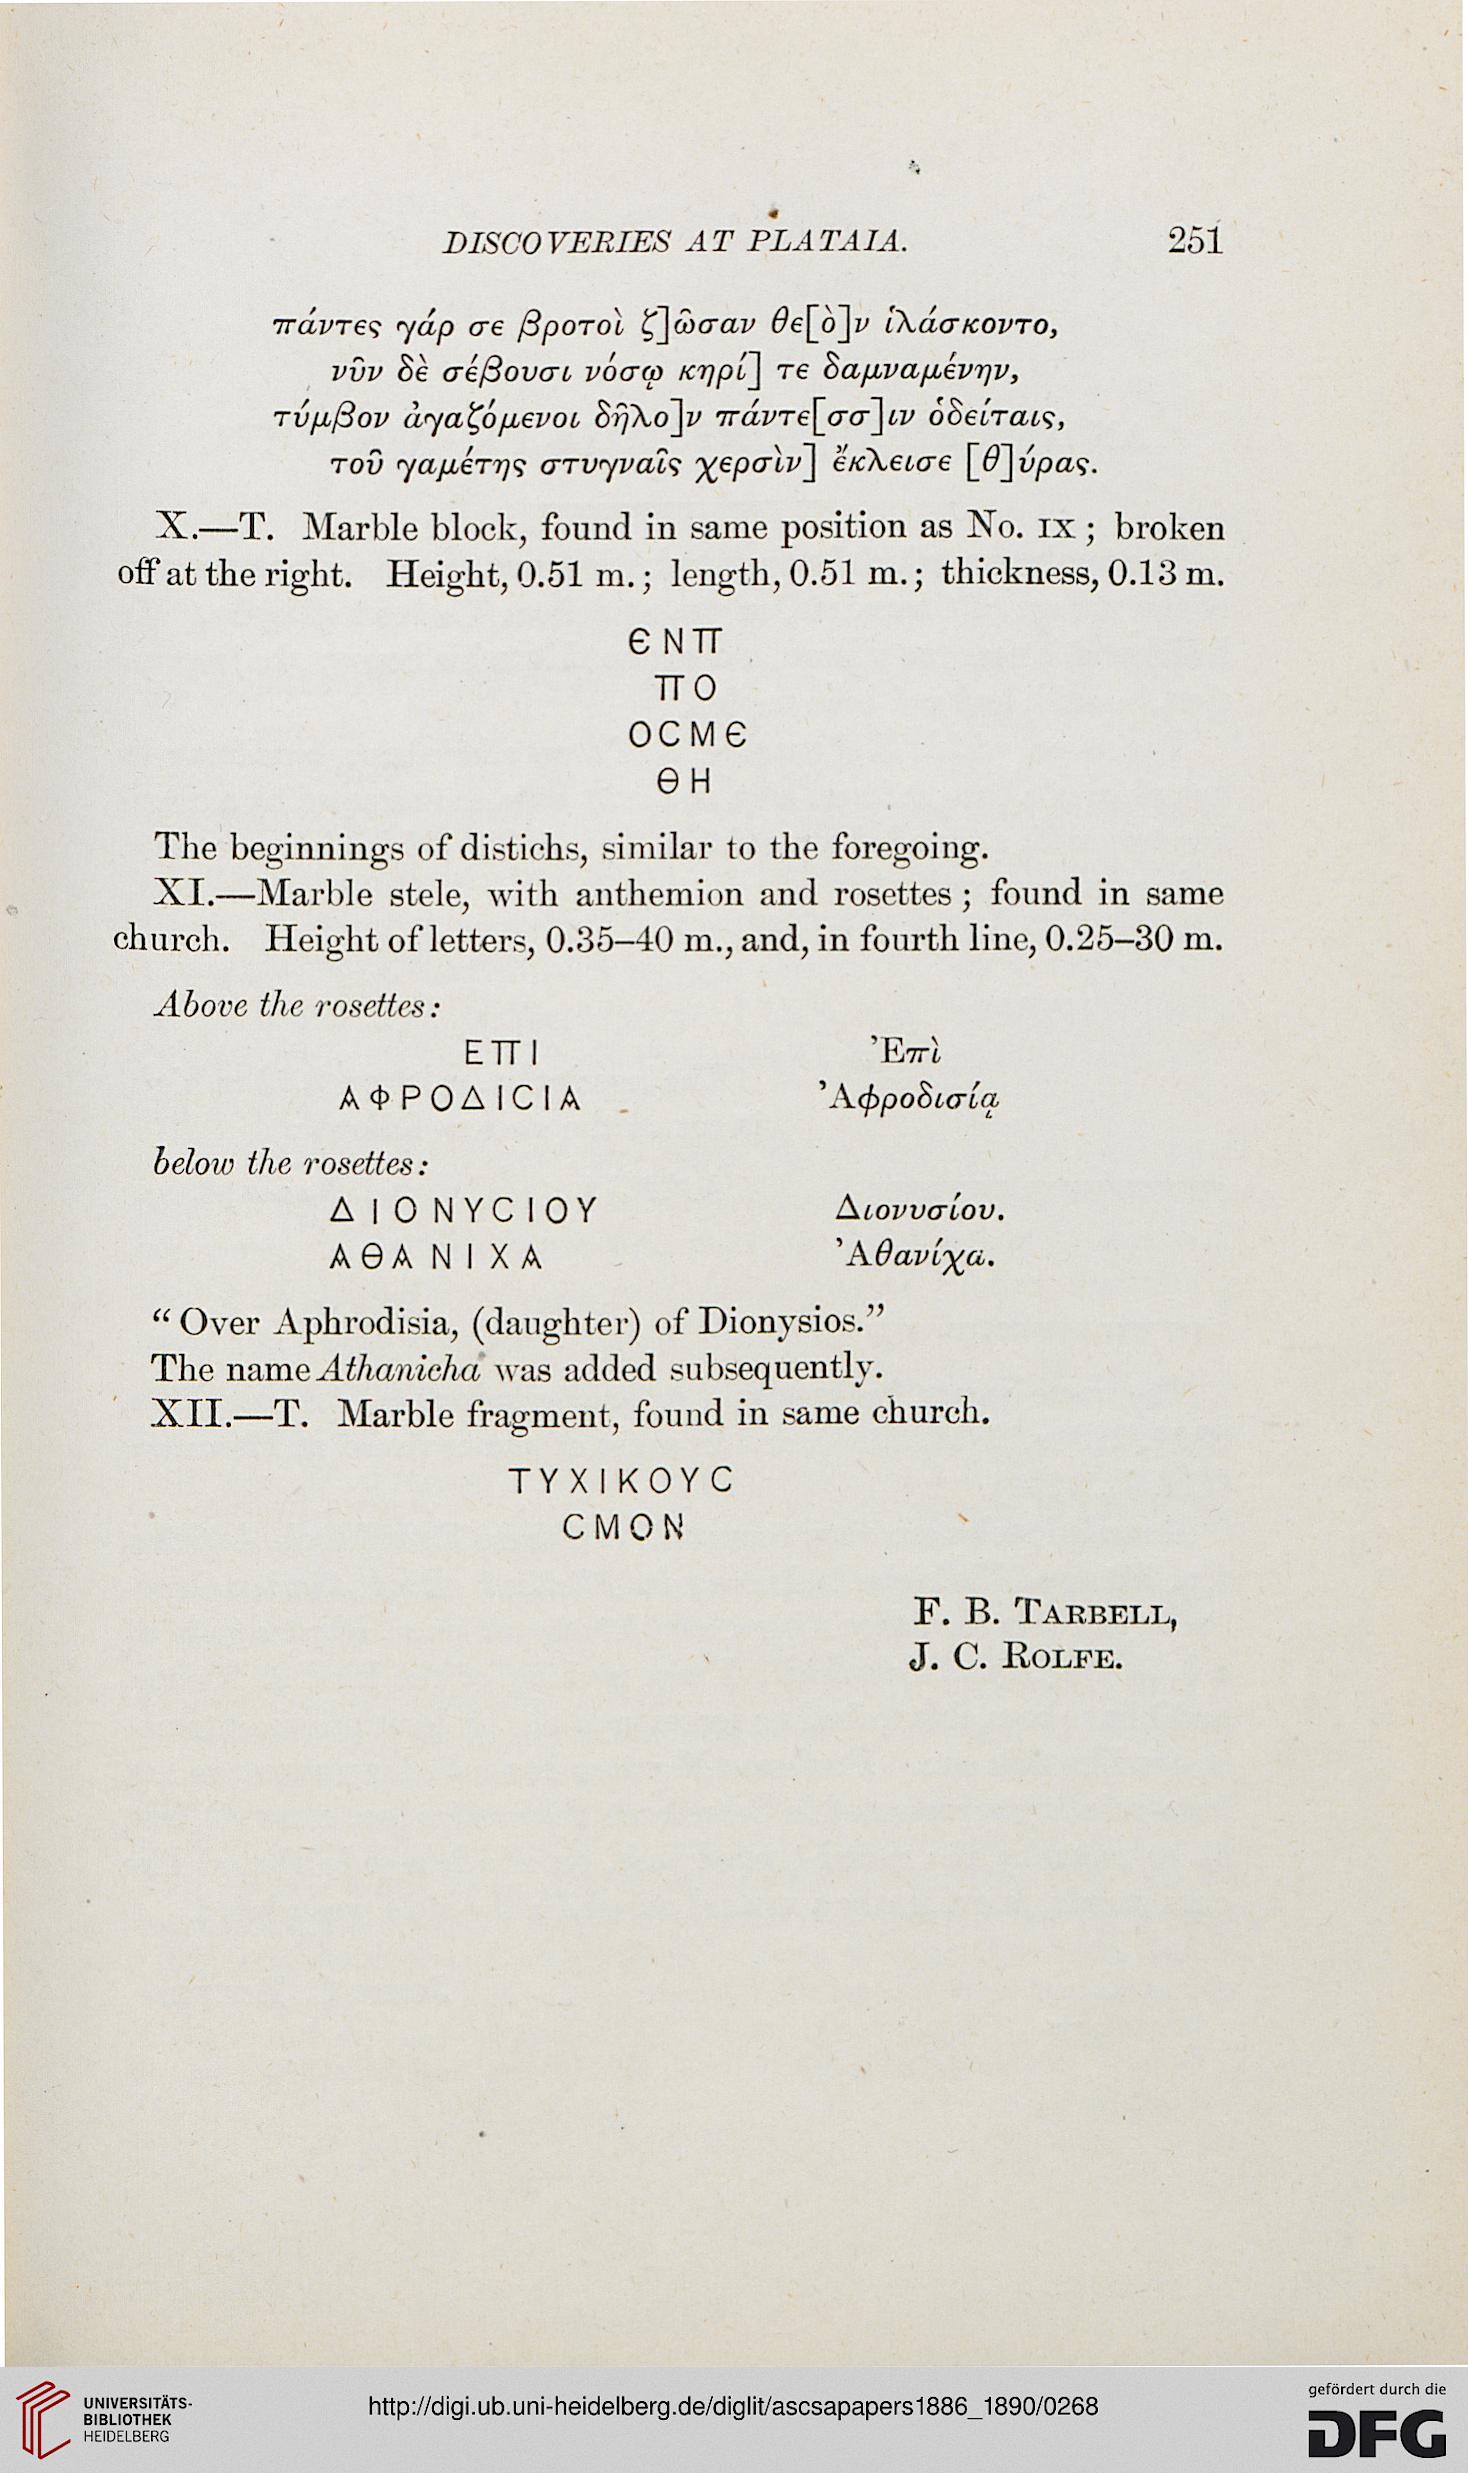 DISCOVERIES AT PLATAIA. 251
πάντες γάρ σε βροτοὶ ζ]ῶσαν θε[ὸ]ν ἱλάσκοντο,
νῦν δὲ σέβουσι νόσῳ κηρί] τε δαμναμένην,
τύμβον ἀγαζόμενοι δῆλο]ν πάντε[σσ]ιν ὁδείταις,
τοῦ γαμέτης στυγναῖς χερσὶν] ἔκλεισε [θ]ύρας.
X.—T. Marble block, found in same position as No. IX; broken
off at the right. Height, 0.51 m.; length, 0.51 m.; thickness, 0.13 m.
ЄΝΠ
ΠΟ
ΟCΜЄ
ΘΗ
The beginnings of distichs, similar to the foregoing.
XI.—Marble stele, with anthemion and rosettes; found in same
church. Height of letters, 0.35–40 m., and, in fourth line, 0.25–30 m.
Above the rosettes:
ΕΠΙ Ἐπὶ
ΑΦΡΟΔΙCΙΑ Ἀφροδισίᾳ
below the rosettes:
ΔΙΟΝΥCΙΟΥ Διονυσίου.
ΑΘΑΝΙΧΑ Ἀθανίχα.
“Over Aphrodisia, (daughter) of Dionysios.”
The name Athanicha was added subsequently.
XII.—T. Marble fragment, found in same church.
ΤΥΧΙΚΟΥC
CΜΟΝ
F. B. TARBELL,
J. C. ROLFE.
UNIVERSITÄTS-
BIBLIOTHEK
HEIDELBERG
http://digi.ub.uni-heidelberg.de/diglit/ascsapapers1886_1890/0268
gefördert durch die
DFG